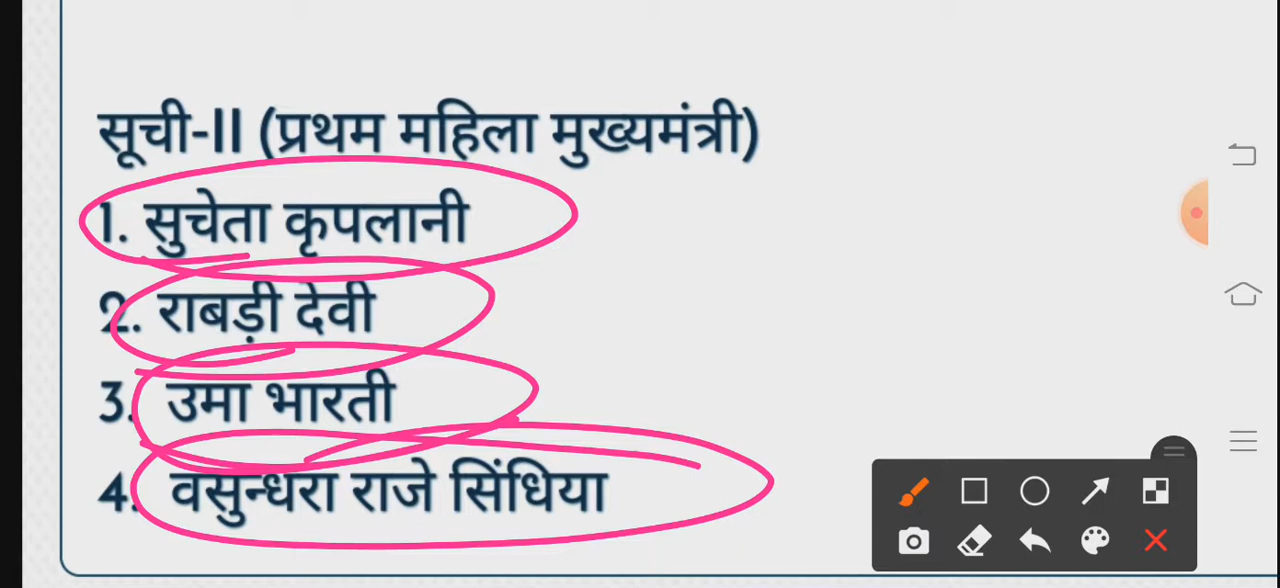 सूची-II (प्रथम महिला मुख्यमंत्री)
1. सुचेता कृपलानी
2. राबड़ी देवी
3. उमा भारती
4. वसुन्धरा राजे सिंधिया